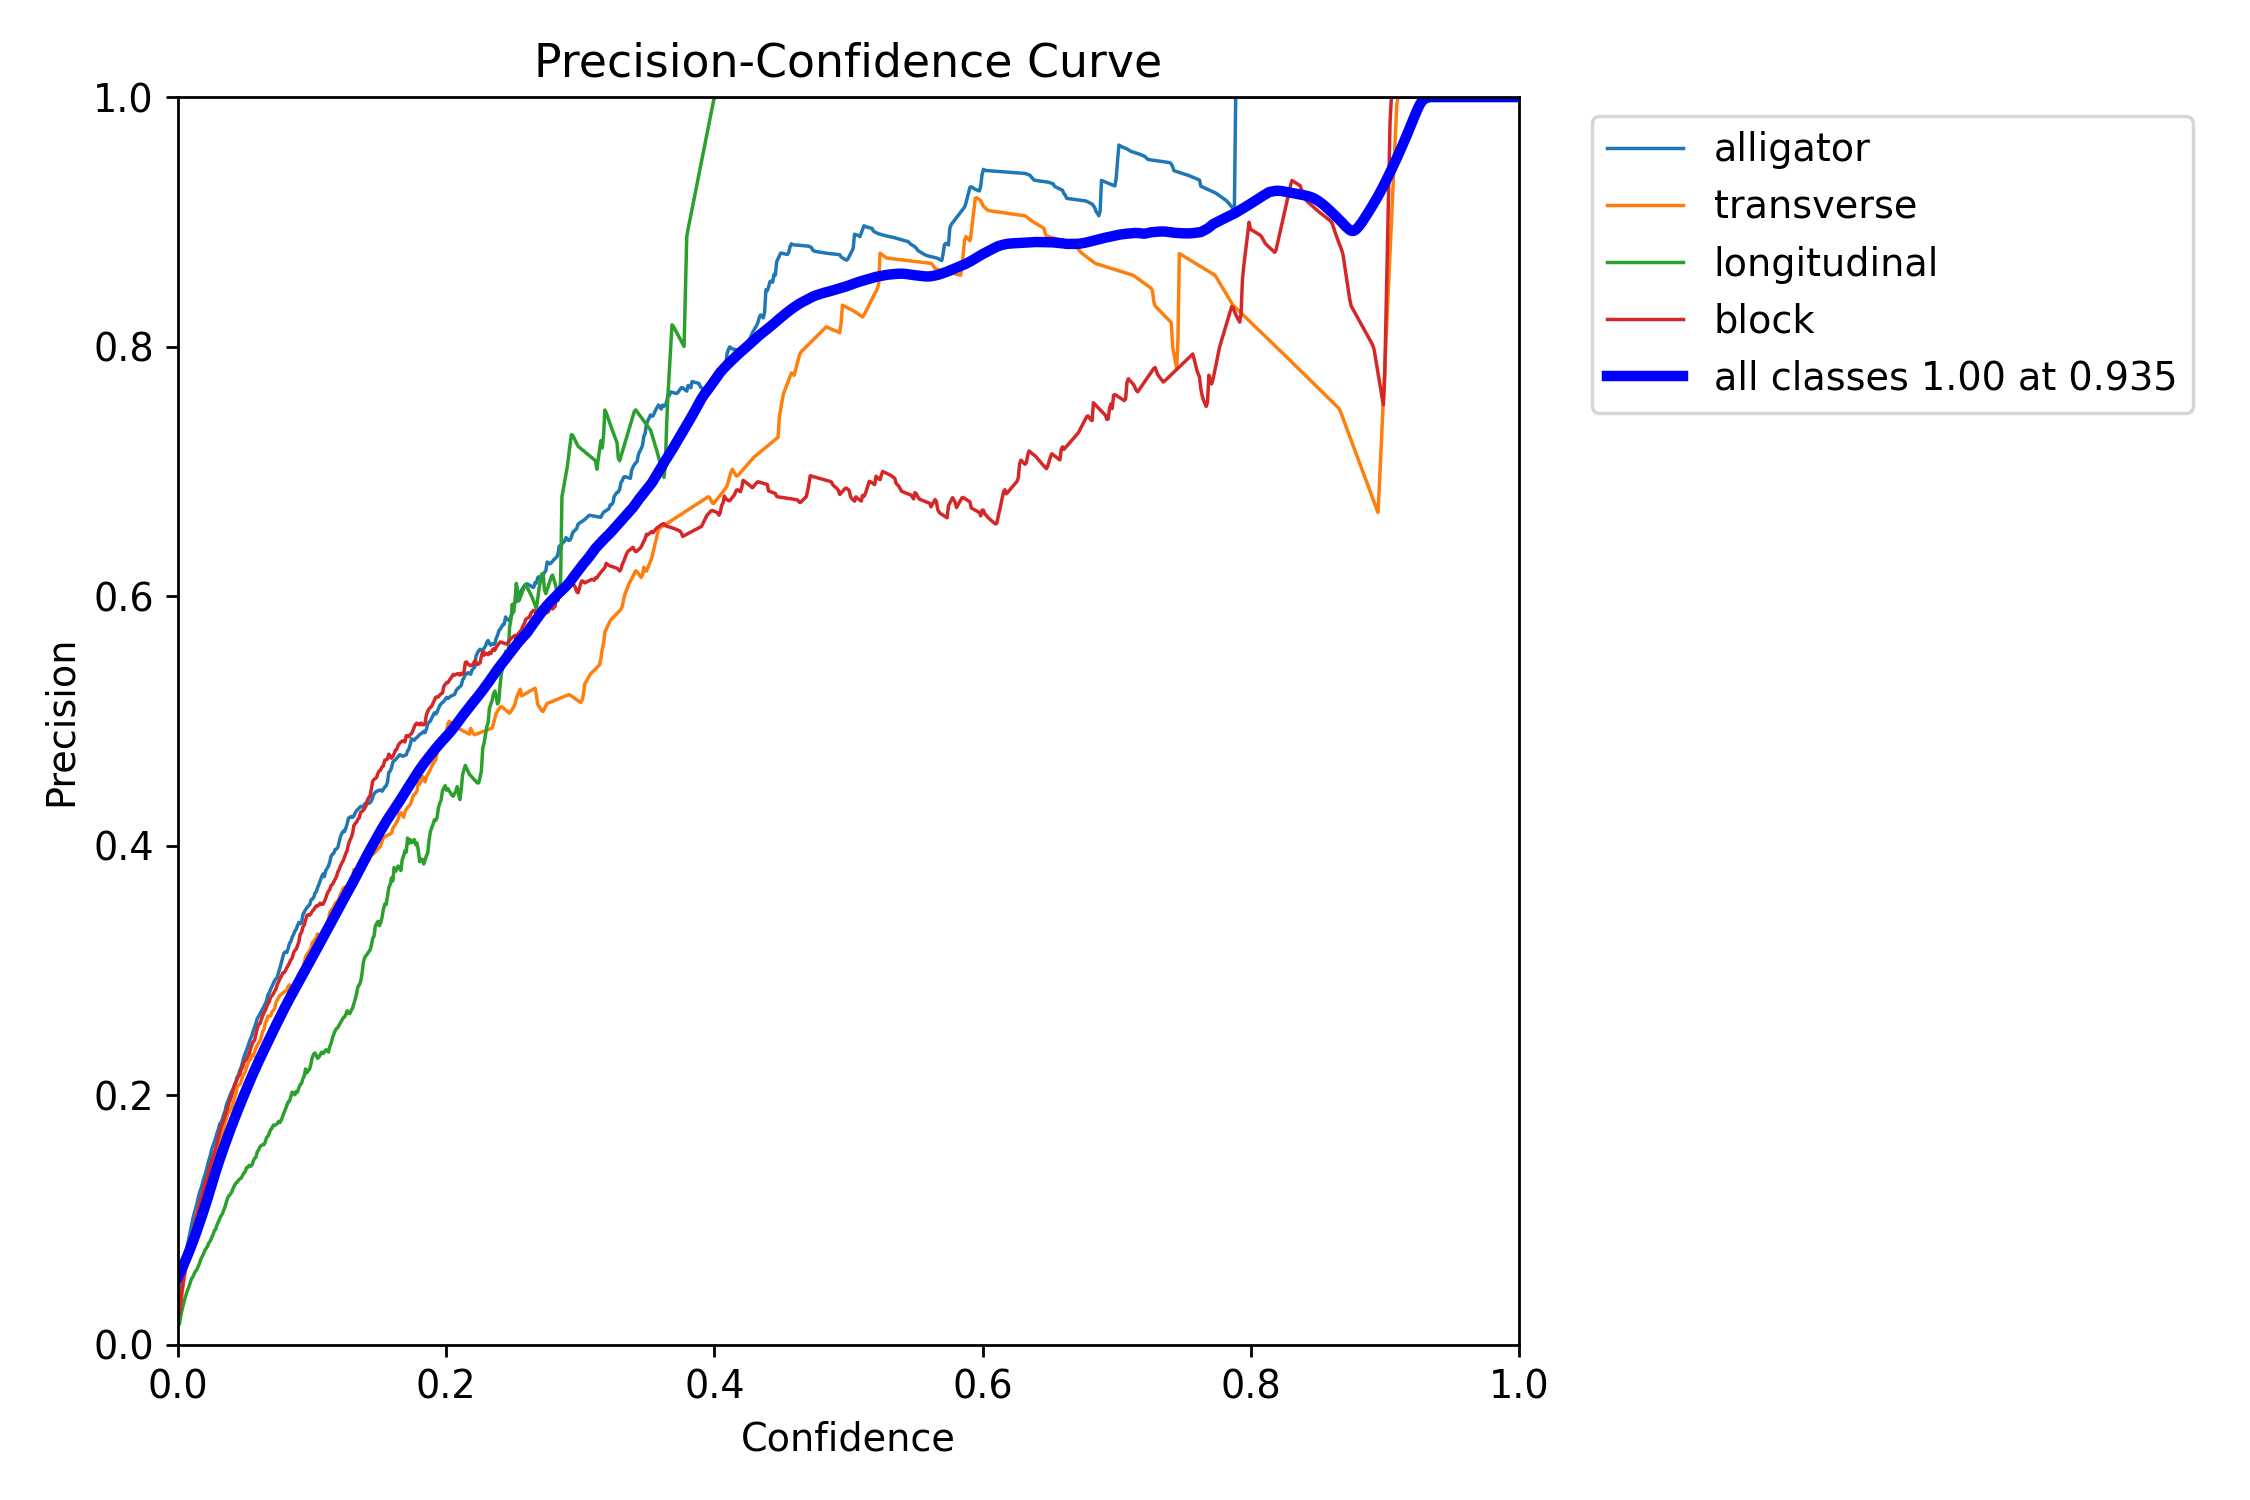 Precision-Confidence Curve
1.0
0.8
0.6
0.4
0.2
0.0
Precision
0.0 0.2 0.4 0.6 0.8 1.0
Confidence
alligator
transverse
longitudinal
block
all classes 1.00 at 0.935